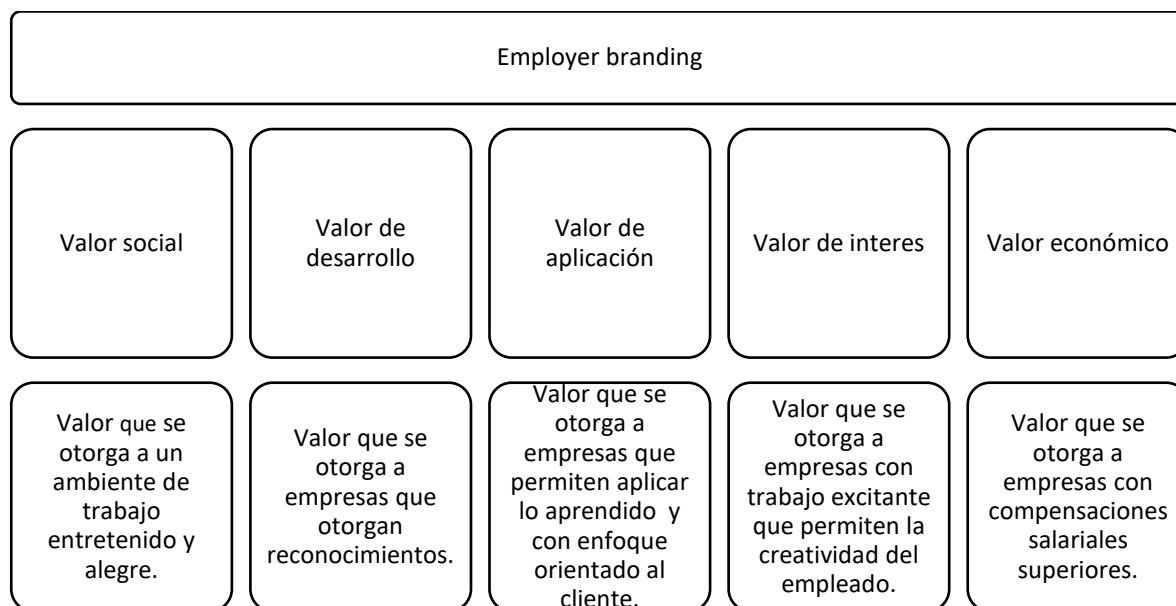 Employer branding
Valor social
Valor de
desarrollo
Valor de
aplicación
Valor de interes
Valor económico
Valor que se
otorga a un
ambiente de
trabajo
entretenido y
alegre.
Valor que se
otorga a
empresas que
otorgan
reconocimientos.
Valor que se
otorga a
empresas que
permiten aplicar
lo aprendido y
con enfoque
orientado al
cliente.
Valor que se
otorga a
empresas con
trabajo excitante
que permiten la
creatividad del
empleado.
Valor que se
otorga a
empresas con
compensaciones
salariales
superiores.